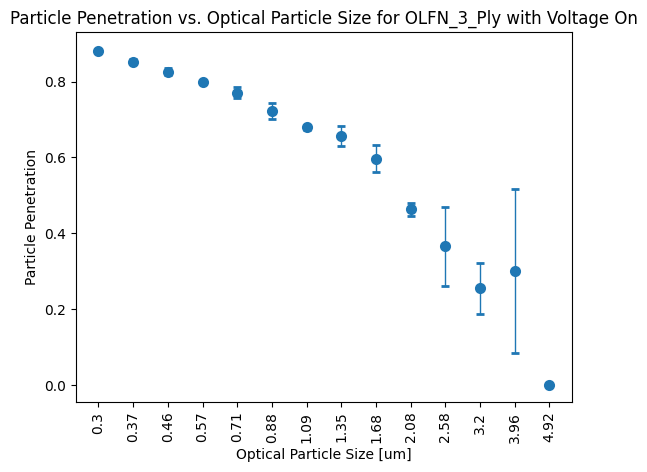 Particle Penetration vs. Optical Particle Size for OLFN_3_Ply with Voltage On
Particle Penetration
0.8
0.6
0.4
0.2
0.0
0.3 0.37 0.46 0.57 0.71 0.88 1.09 1.35 1.68 2.08 2.58 3.2 3.96 4.92
Optical Particle Size [um]